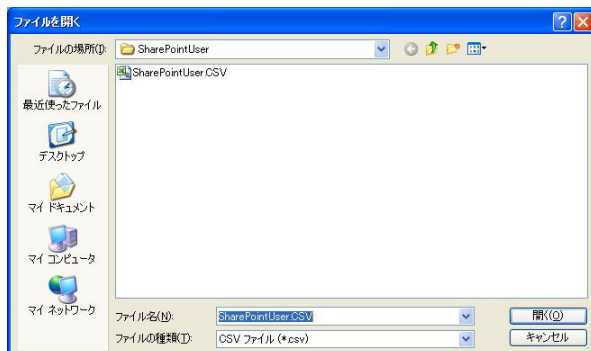 ファイルを開く
ファイルの場所(I):
SharePointUser
SharePointUser.CSV
最近使ったファイル
デスクトップ
マイ ドキュメント
マイ コンピュータ
マイ ネットワーク
ファイル名(N):
SharePointUser.CSV
開く(O)
ファイルの種類(T):
CSV ファイル (*.csv)
キャンセル